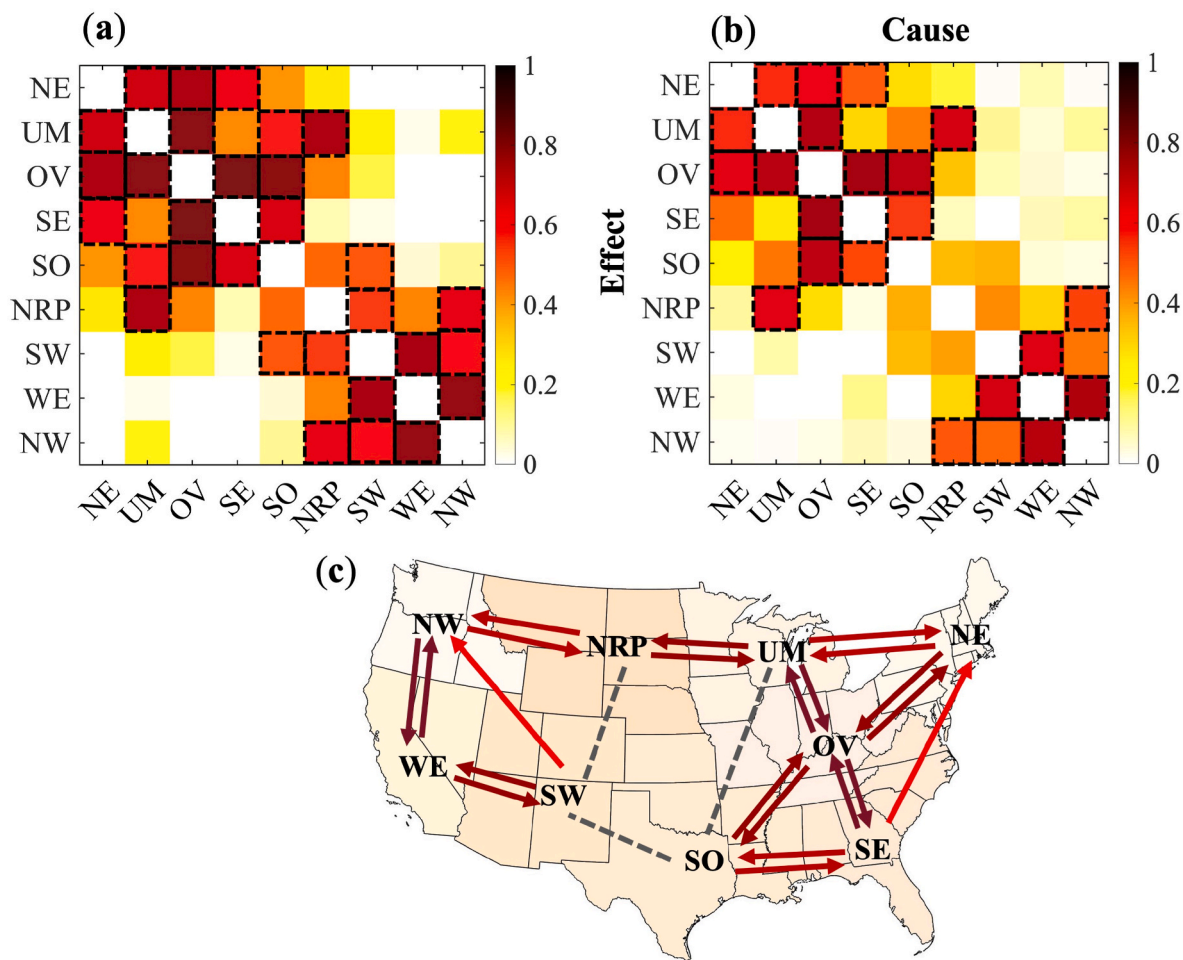 (a)
(b)
Cause
NE
UM
OV
SE
SO
NRP
SW
WE
NW
1
0.8
0.6
0.4
0.2
0
NE
UM
OV
SE
SO
NRP
SW
WE
NW
Effect
NE
UM
OV
SE
SO
NRP
SW
WE
NW
1
0.8
0.6
0.4
0.2
0
NE
UM
OV
SE
SO
NRP
SW
WE
NW
(c)
NW
NRP
UM
NE
OV
WE
SW
SO
SE